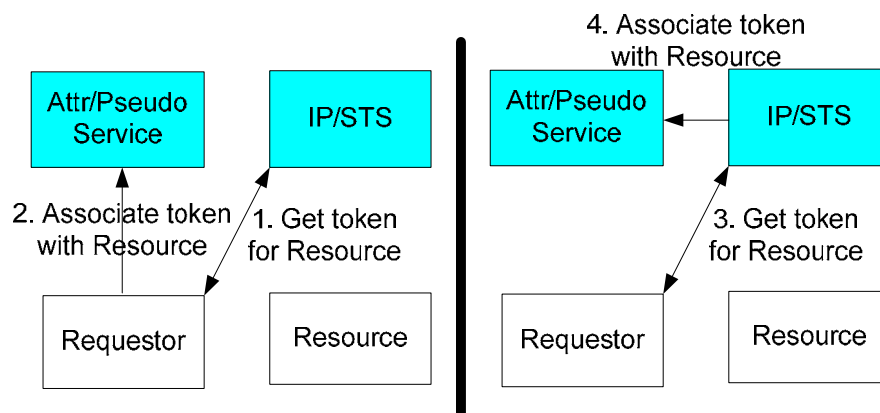 Attr/Pseudo
Service
IP/STS
2. Associate token
with Resource
1. Get token
for Resource
Requestor
Resource
4. Associate token
with Resource
Attr/Pseudo
Service
IP/STS
3. Get token
for Resource
Requestor
Resource